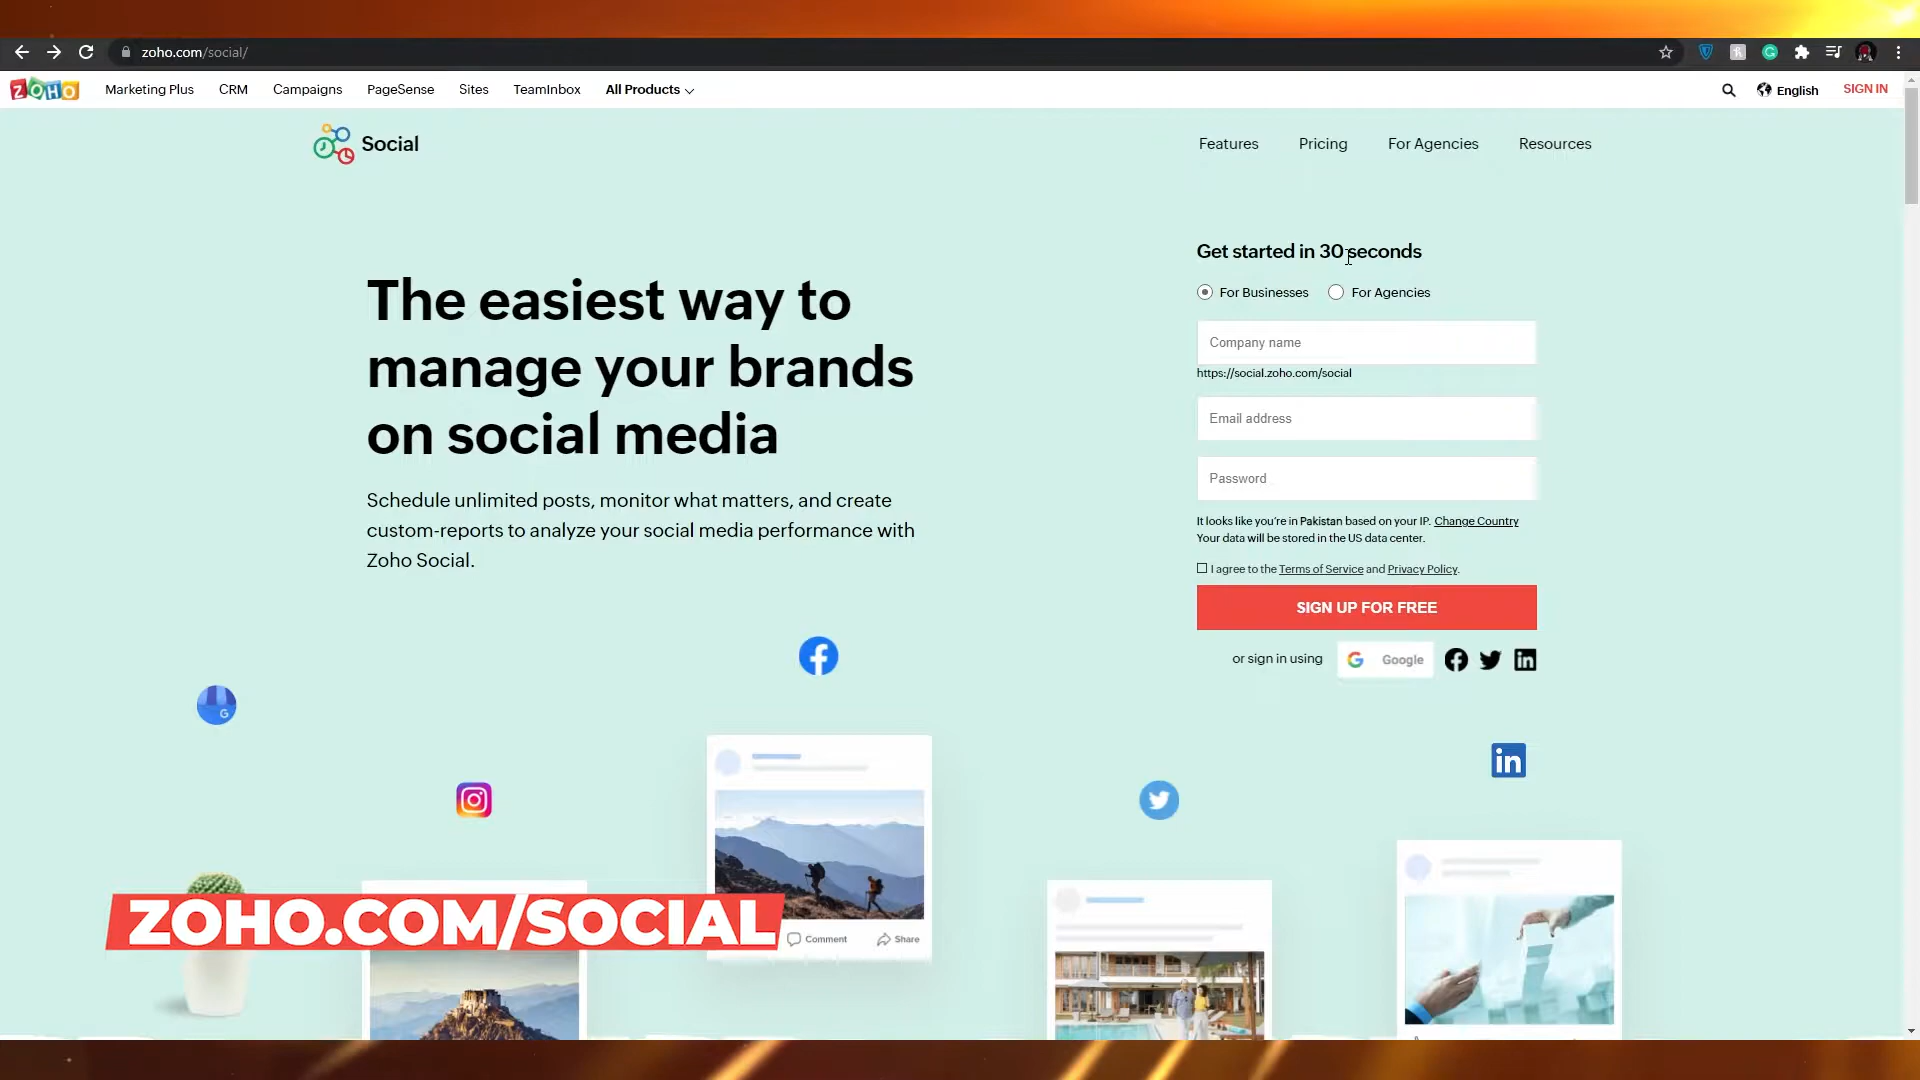 zoho.com/social/
ZOHO
Marketing Plus
CRM
Campaigns
PageSense
Sites
TeamInbox
All Products
English
SIGN IN
Social
Features
Pricing
For Agencies
Resources
The easiest way to
manage your brands
on social media
Schedule unlimited posts, monitor what matters, and create
custom-reports to analyze your social media performance with
Zoho Social.
Get started in 30 seconds
For Businesses
For Agencies
Company name
https://social.zoho.com/social
Email address
Password
It looks like you're in Pakistan based on your IP. Change Country
Your data will be stored in the US data center.
I agree to the Terms of Service and Privacy Policy.
SIGN UP FOR FREE
or sign in using
Google
Comment
Share
ZOHO.COM/SOCIAL